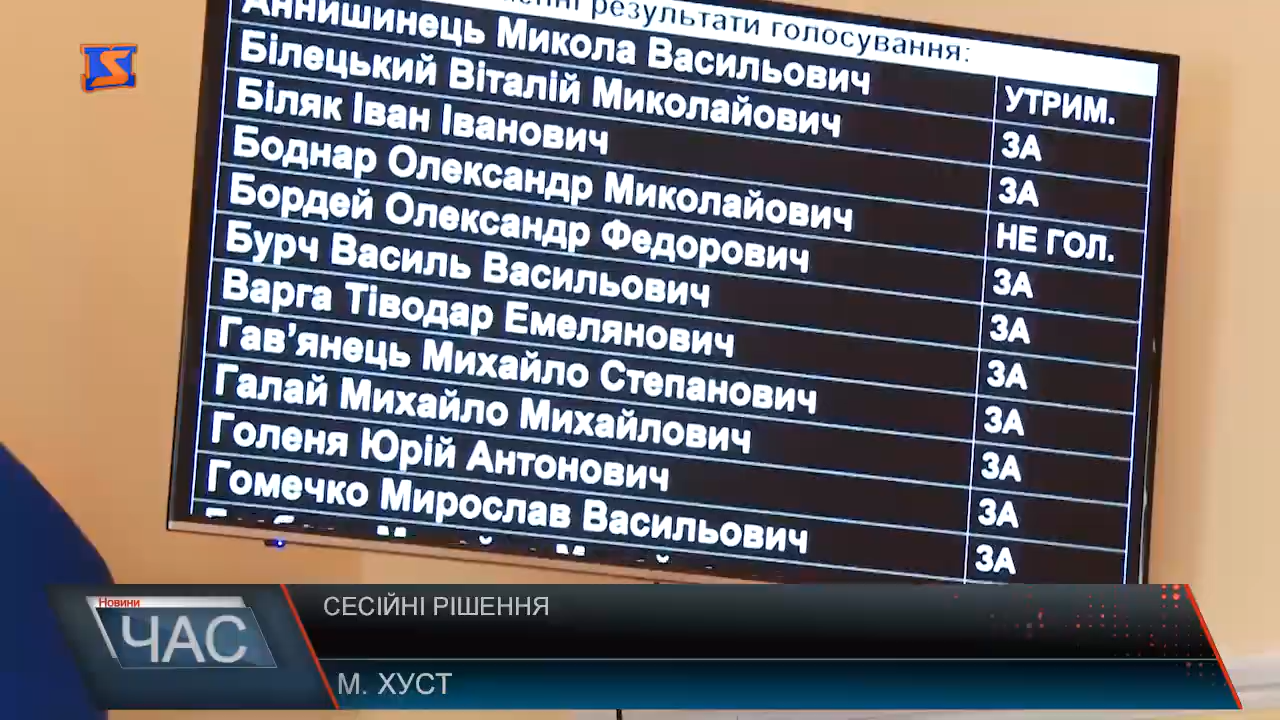 результати голосування:
Аннишинець Микола Васильович УТРИМ.
Білецький Віталій Миколайович ЗА
Біляк Іван Іванович ЗА
Боднар Олександр Миколайович НЕ ГОЛ.
Бордей Олександр Федорович ЗА
Бурч Василь Васильович ЗА
Варга Тіводар Емелянович ЗА
Гав'янець Михайло Степанович ЗА
Галай Михайло Михайлович ЗА
Голеня Юрій Антонович ЗА
Гомечко Мирослав Васильович ЗА
Новини
ЧАС
СЕСІЙНІ РІШЕННЯ
М. ХУСТ